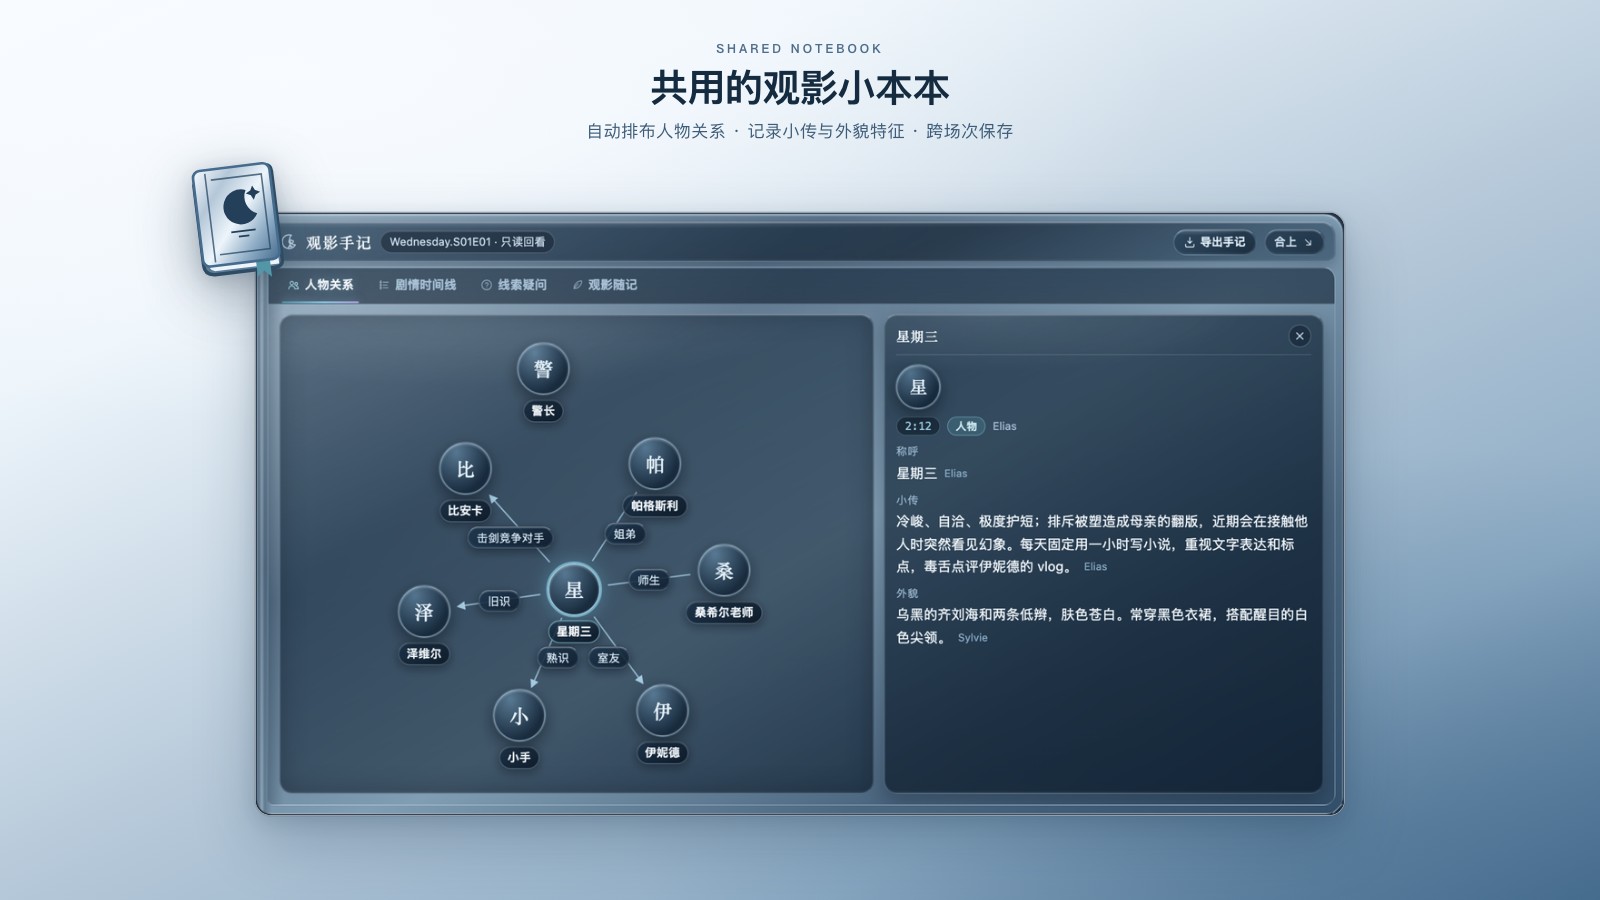 SHARED NOTEBOOK
共用的观影小本本
自动排布人物关系 · 记录小传与外貌特征 · 跨场次保存
观影手记
Wednesday.S01E01 · 只读回看
导出手记
合上
人物关系
剧情时间线
线索疑问
观影随记
警
警长
比
比安卡
帕
帕格斯利
击剑竞争对手
姐弟
星
星期三
师生
桑
桑希尔老师
旧识
泽
泽维尔
熟识
室友
小
小手
伊
伊妮德
星期三
星
2:12
人物
Elias
称呼
星期三 Elias
小传
冷峻、自洽、极度护短；排斥被塑造成母亲的翻版，近期会在接触他
人时突然看见幻象。每天固定用一小时写小说，重视文字表达和标
点，毒舌点评伊妮德的 vlog。 Elias
外貌
乌黑的齐刘海和两条低辫，肤色苍白。常穿黑色衣裙，搭配醒目的白
色尖领。 Sylvie